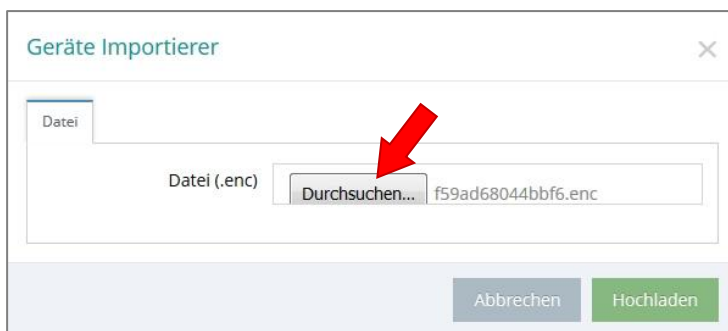 Geräte Importierer
Datei
Datei (.enc) Durchsuchen... f59ad68044bbf6.enc
Abbrechen Hochladen